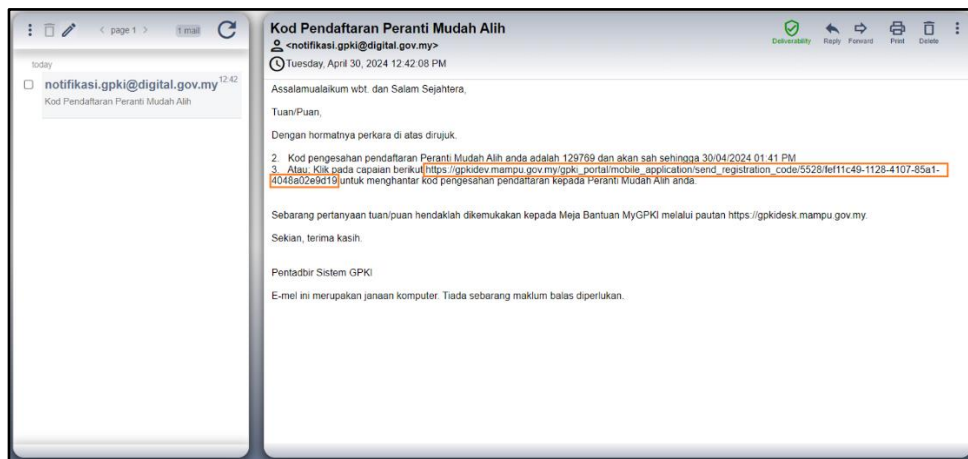 < page 1 >
1 mail
today
notifikasi.gpki@digital.gov.my
12:42
Kod Pendaftaran Peranti Mudah Alih
Kod Pendaftaran Peranti Mudah Alih
<notifikasi.gpki@digital.gov.my>
Tuesday, April 30, 2024 12:42:08 PM
Deliverability
Reply
Forward
Print
Delete
Assalamualaikum wbt. dan Salam Sejahtera,
Tuan/Puan,
Dengan hormatnya perkara di atas dirujuk.
2. Kod pengesahan pendaftaran Peranti Mudah Alih anda adalah 129769 dan akan sah sehingga 30/04/2024 01:41 PM
3. Atau; Klik pada capaian berikut https://gpkidev.mampu.gov.my/gpki_portal/mobile_application/send_registration_code/5528/fef11c49-1128-4107-85a1-
4048a02e9d19 untuk menghantar kod pengesahan pendaftaran kepada Peranti Mudah Alih anda.
Sebarang pertanyaan tuan/puan hendaklah dikemukakan kepada Meja Bantuan MyGPKI melalui pautan https://gpkidesk.mampu.gov.my.
Sekian, terima kasih.
Pentadbir Sistem GPKI
E-mel ini merupakan janaan komputer. Tiada sebarang maklum balas diperlukan.